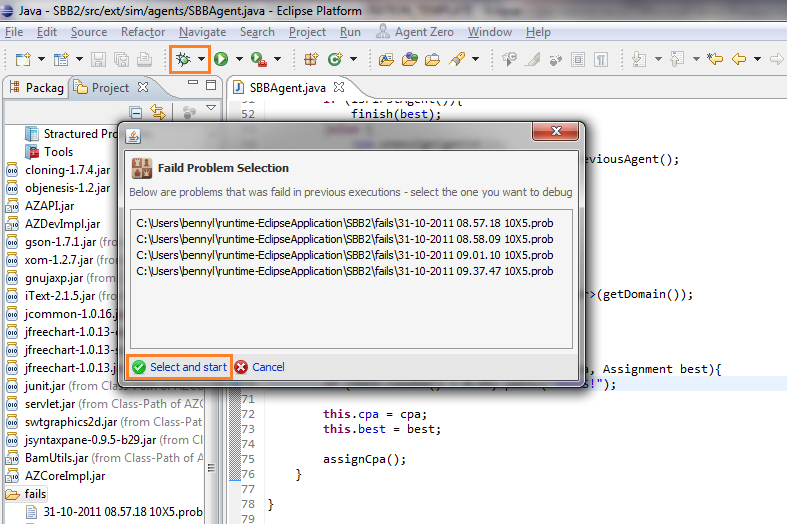 Java - SBB2/src/ext/sim/agents/SBBAgent.java - Eclipse Platform
File Edit Source Refactor Navigate Search Project Run Agent Zero Window Help
Packag Project SBBAgent.java
Stractured Pro
Tools
cloning-1.7.4.jar (from
objenesis-1.2.jar
AZAPI.jar
AZDevImpl.jar
gson-1.7.1.jar (from
xom-1.2.7.jar (from
gnujaxp.jar (from
iText-2.1.5.jar (from
jcommon-1.0.16.jar
jfreechart-1.0.13-e
jfreechart-1.0.13-s
jfreechart-1.0.13.jar
junit.jar (from Class-Path of AZC
servlet.jar (from Class-Path of A
swtgraphics2d.jar (from Class-Pa
jsyntaxpane-0.9.5-b29.jar (from
BamUtils.jar (from Class-Path of A
AZCoreImpl.jar
fails
31-10-2011 08.57.18 10X5.prob
52 finish(best);
eviousAgent();
r>(getDomain());
a, Assignment best){
!");
72 this.cpa = cpa;
73 this.best = best;
74
75 assignCpa();
76 }
77
78 }
79
Faild Problem Selection
Below are problems that was faild in previous executions - select the one you want to debug
C:\Users\bennyl\runtime-EclipseApplication\SBB2\fails\31-10-2011 08.57.18 10X5.prob
C:\Users\bennyl\runtime-EclipseApplication\SBB2\fails\31-10-2011 08.58.09 10X5.prob
C:\Users\bennyl\runtime-EclipseApplication\SBB2\fails\31-10-2011 09.01.10 10X5.prob
C:\Users\bennyl\runtime-EclipseApplication\SBB2\fails\31-10-2011 09.37.47 10X5.prob
Select and start Cancel